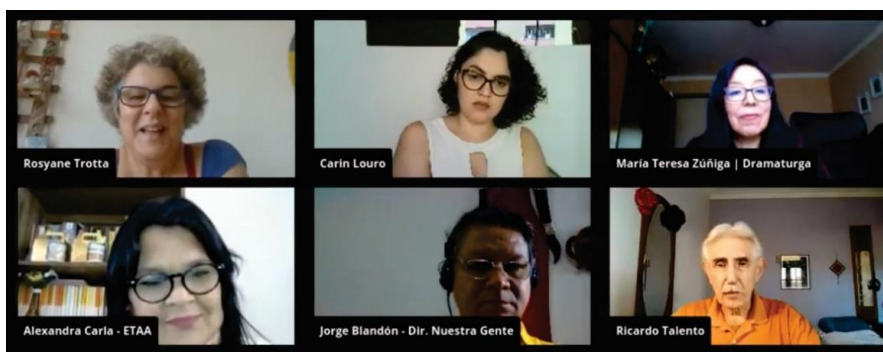 Rosyane Trotta
Carin Louro
María Teresa Zúñiga | Dramaturga
Alexandra Carla - ETAA
Jorge Blandón - Dir. Nuestra Gente
Ricardo Talento